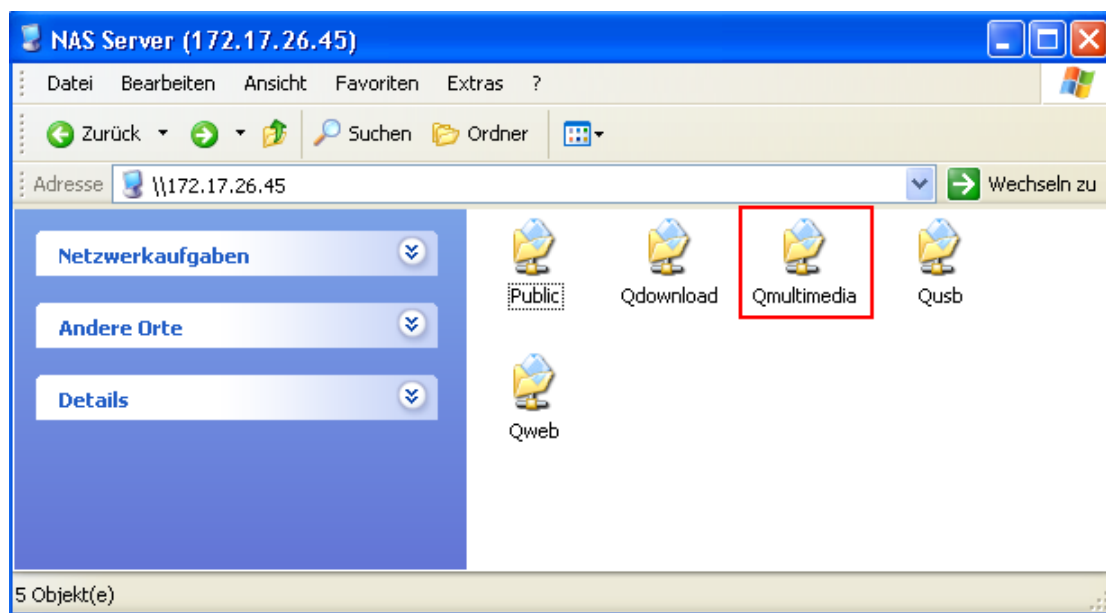 NAS Server (172.17.26.45)
Datei Bearbeiten Ansicht Favoriten Extras ?
Zurück Suchen Ordner
Adresse \\172.17.26.45 Wechseln zu
Netzwerkaufgaben
Andere Orte
Details
Public Qdownload Qmultimedia Qusb
Qweb
5 Objekt(e)